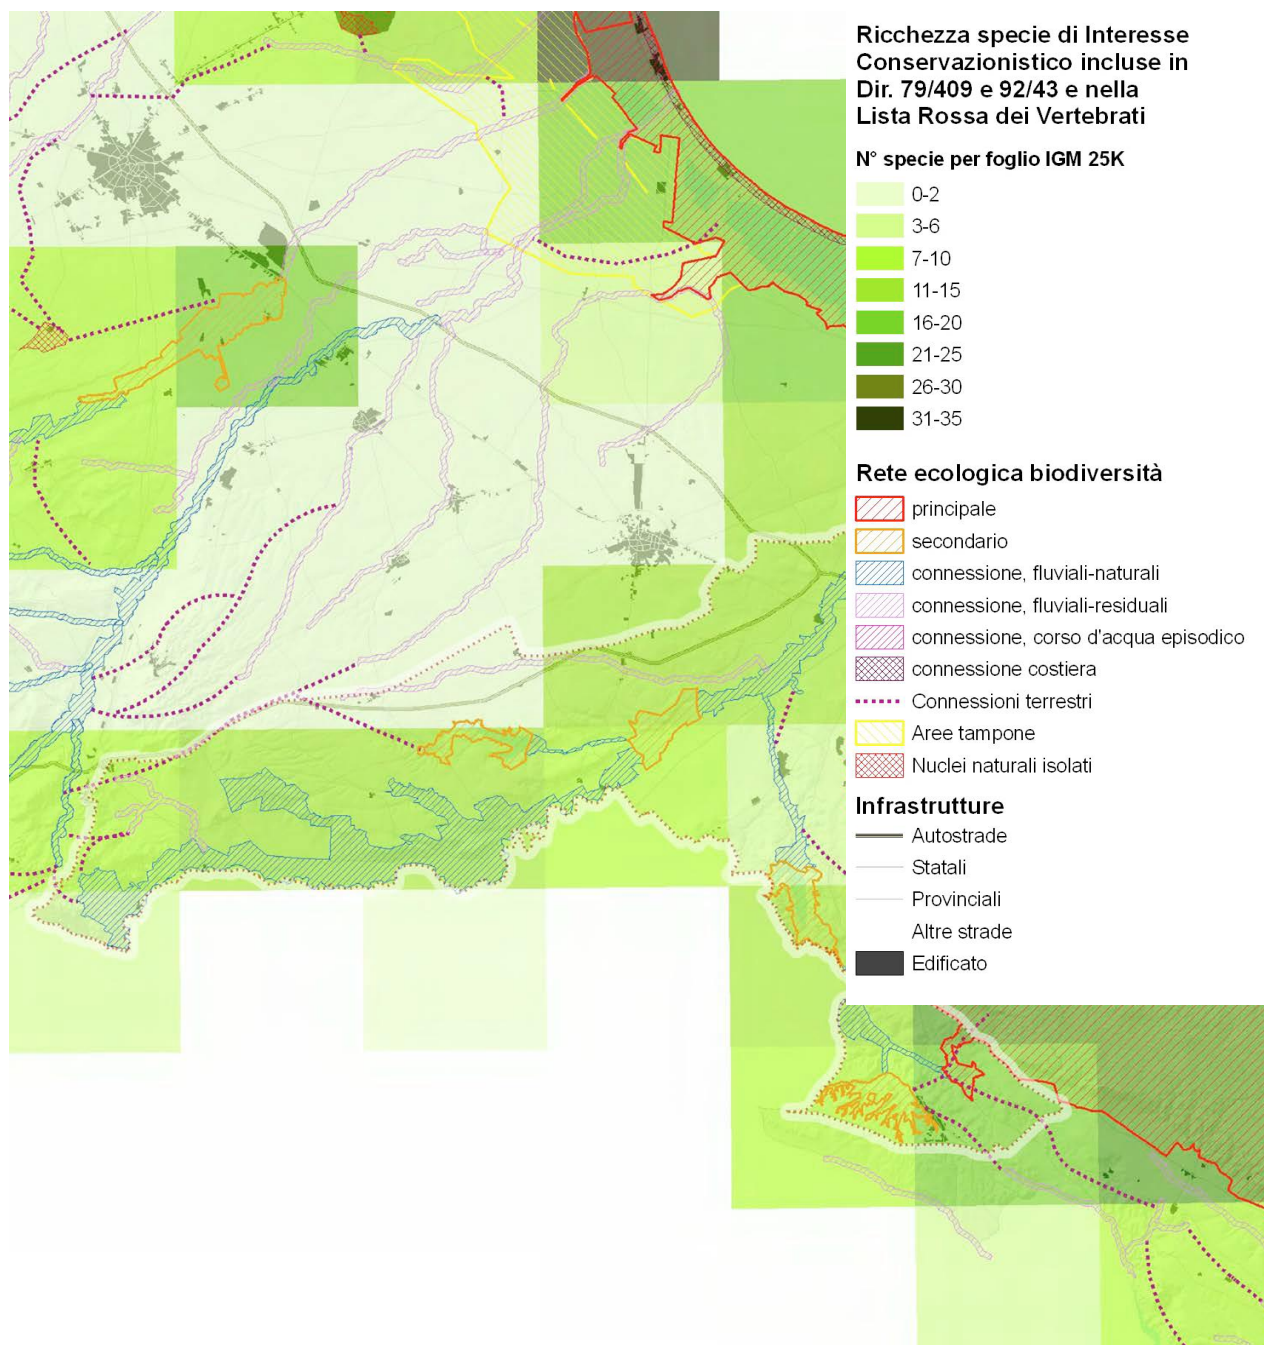 Ricchezza specie di Interesse
Conservazionistico incluse in
Dir. 79/409 e 92/43 e nella
Lista Rossa dei Vertebrati
N° specie per foglio IGM 25K
0-2
3-6
7-10
11-15
16-20
21-25
26-30
31-35
Rete ecologica biodiversità
principale
secondario
connessione, fluviali-naturali
connessione, fluviali-residuali
connessione, corso d'acqua episodico
connessione costiera
Connessioni terrestri
Aree tampone
Nuclei naturali isolati
Infrastrutture
Autostrade
Statali
Provinciali
Altre strade
Edificato